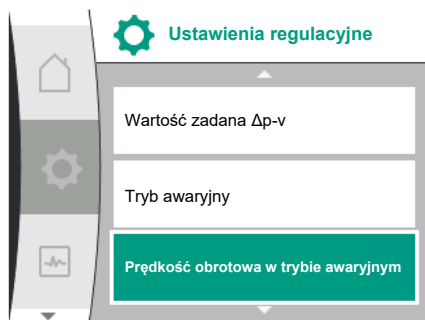 Ustawienia regulacyjne
Wartość zadana Δp-v
Tryb awaryjny
Prędkość obrotowa w trybie awaryjnym